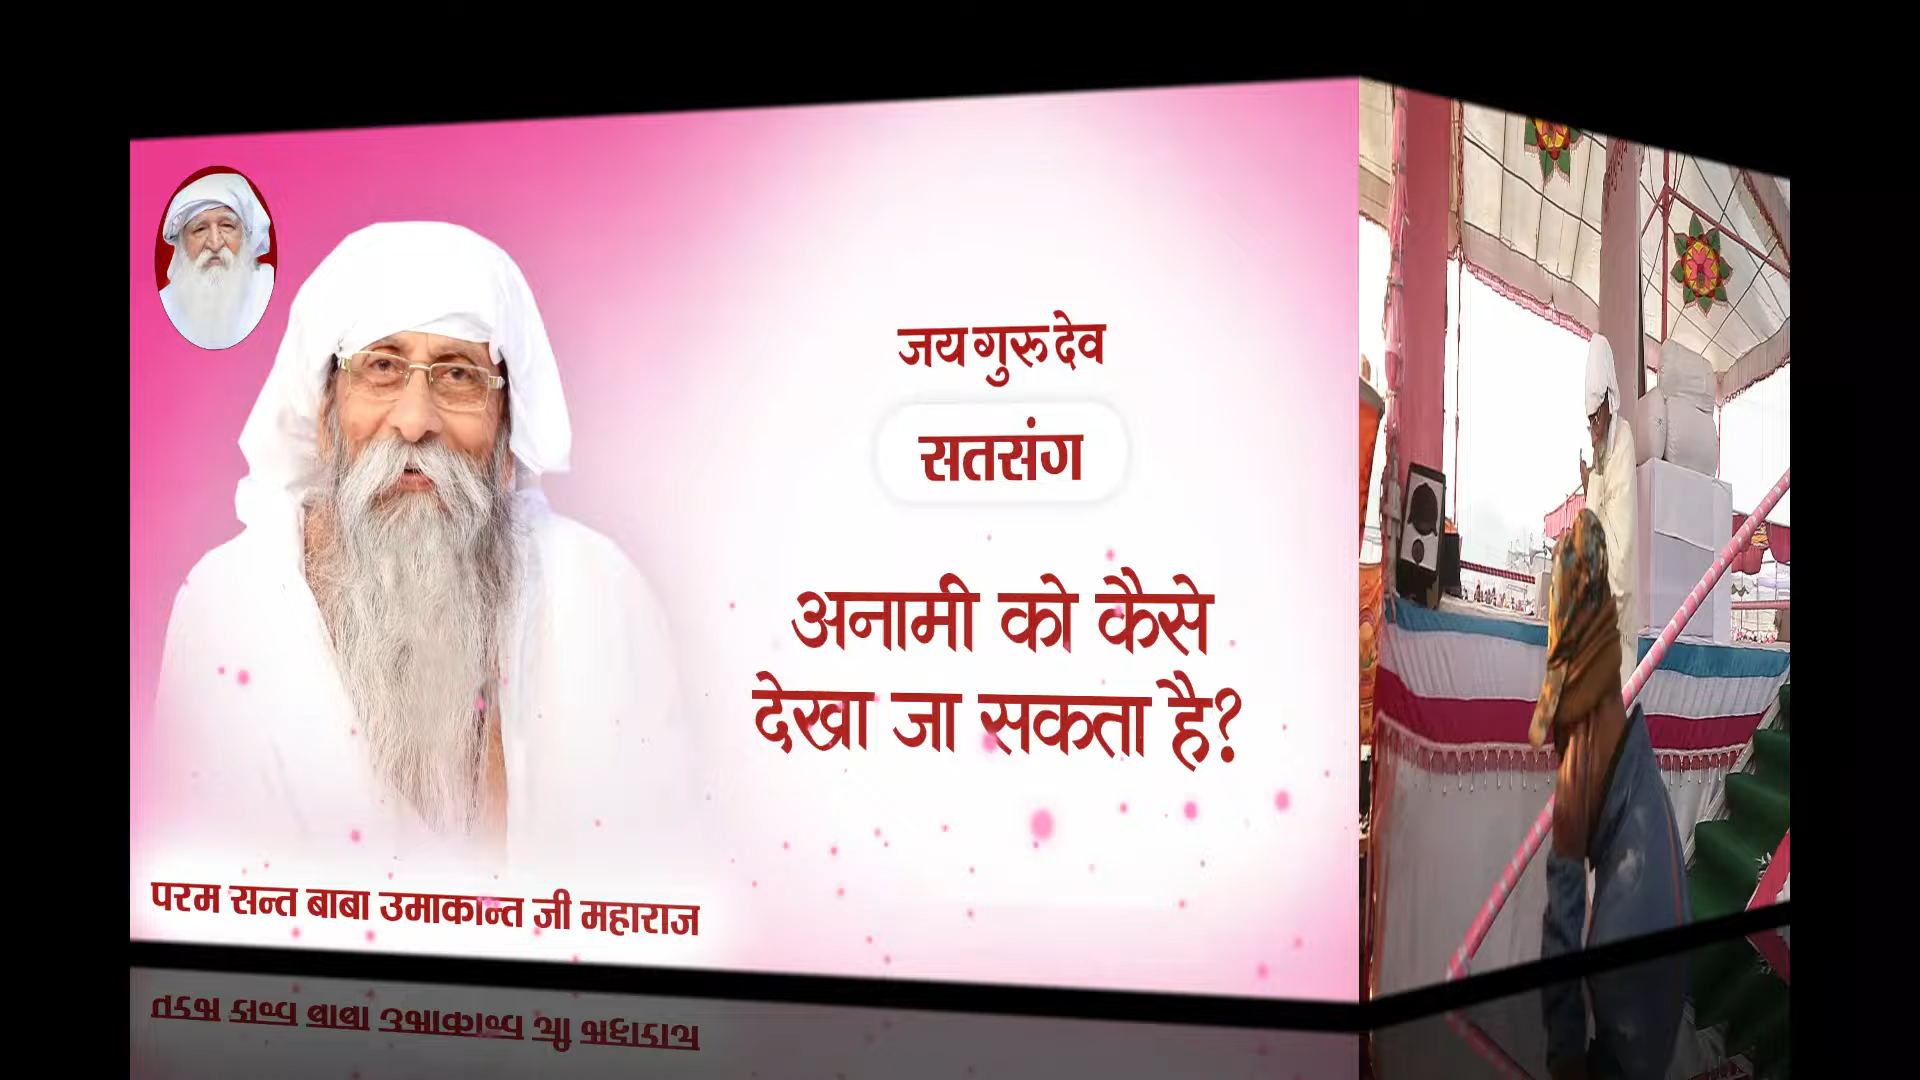 जय गुरु देव
सतसंग
अनामी को कैसे
देखा जा सकता है?
परम सन्त बाबा उमाकान्त जी महाराज